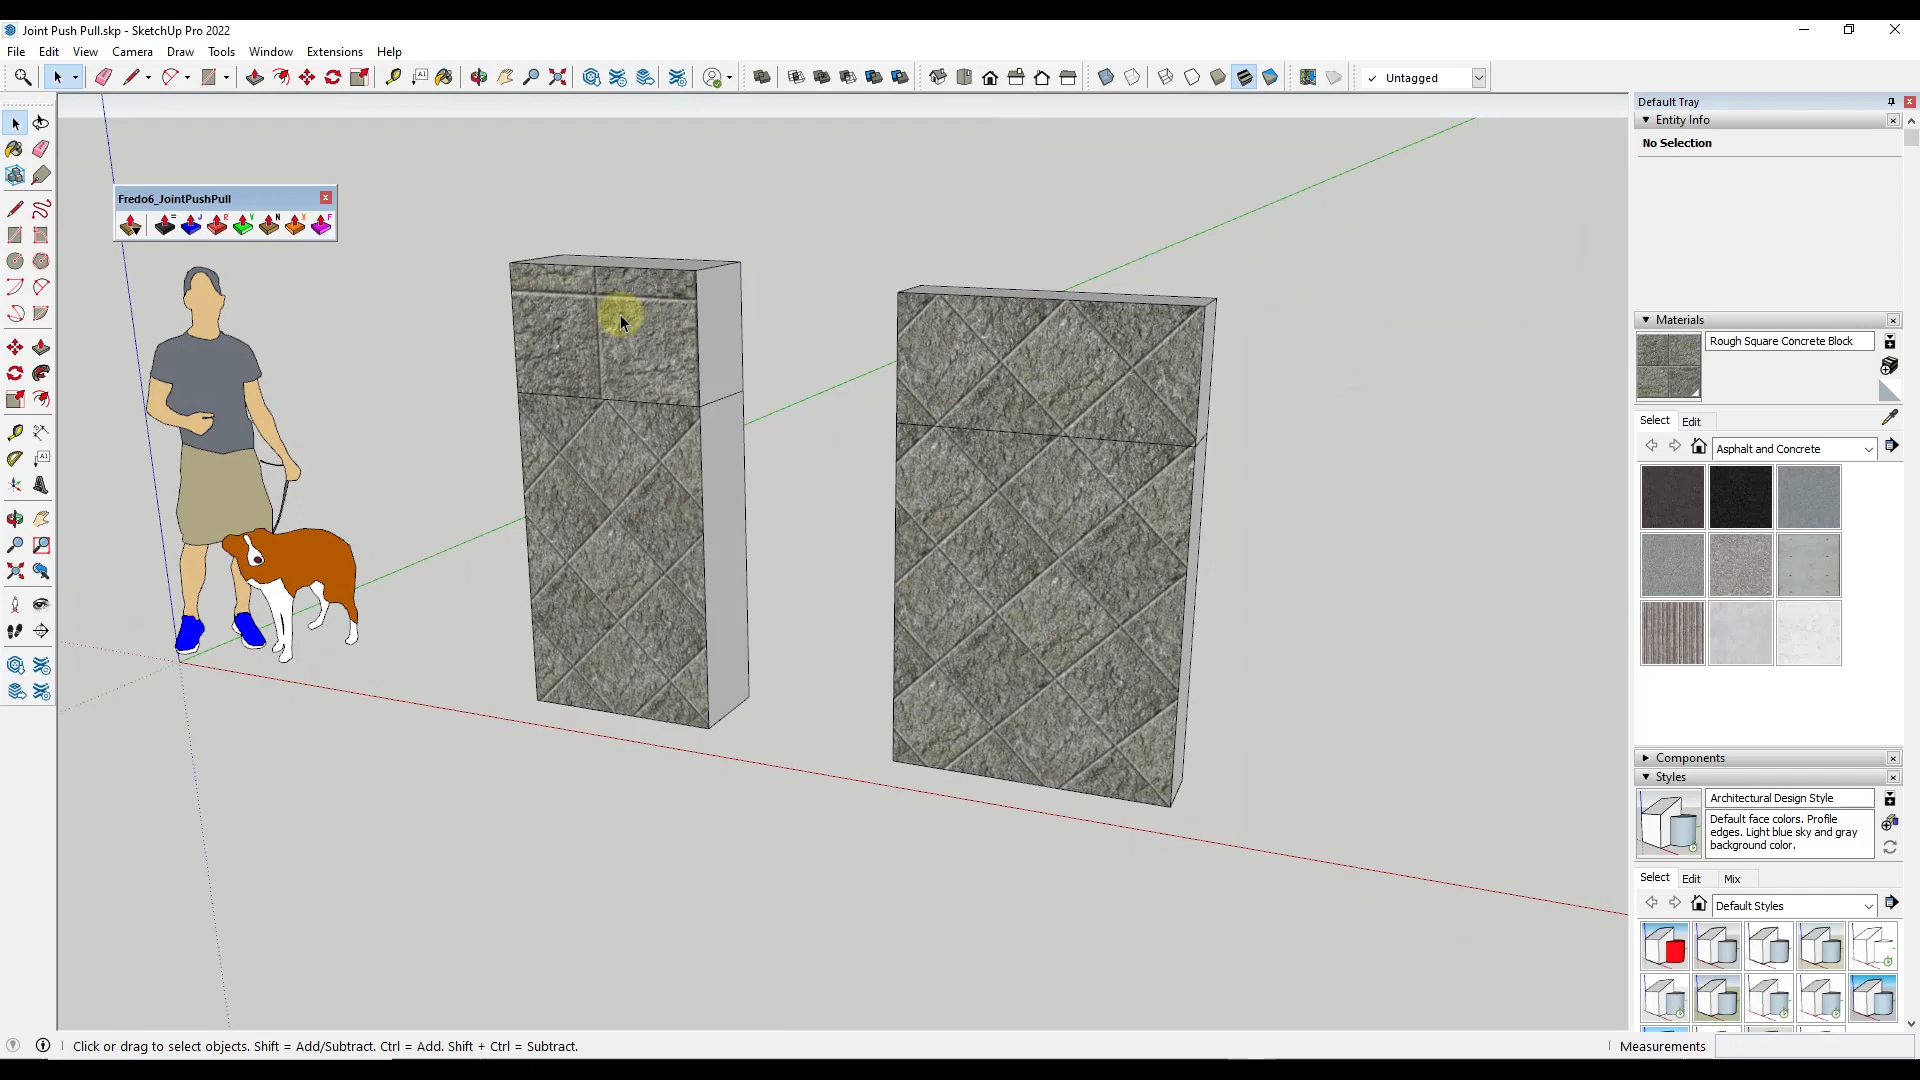 Joint Push Pull.skp - SketchUp Pro 2022
File Edit View Camera Draw Tools Window Extensions Help
Untagged
Default Tray
Entity Info
No Selection
Fredo6_JointPushPull
= J R V N X F
Materials
Rough Square Concrete Block
Select Edit
Asphalt and Concrete
Components
Styles
Architectural Design Style
Default face colors. Profile
edges. Light blue sky and gray
background color.
Select Edit Mix
Default Styles
Click or drag to select objects. Shift = Add/Subtract. Ctrl = Add. Shift + Ctrl = Subtract.
Measurements